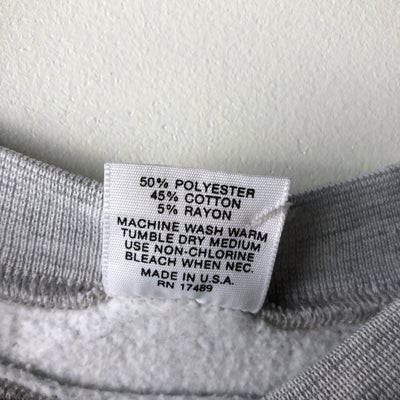 50% POLYESTER
45% COTTON
5% RAYON
MACHINE WASH WARM
TUMBLE DRY MEDIUM
USE NON-CHLORINE
BLEACH WHEN NEC.
MADE IN U.S.A.
RN 17489